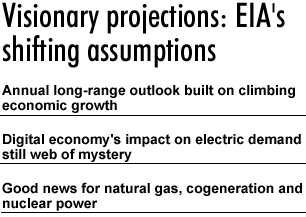 Visionary projections: EIA's
shifting assumptions
Annual long-range outlook built on climbing
economic growth
Digital economy's impact on electric demand
still web of mystery
Good news for natural gas, cogeneration and
nuclear power